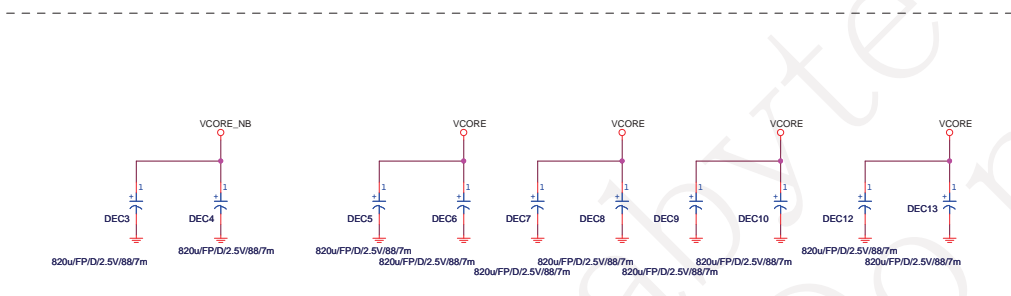 VCORE_NB
VCORE
VCORE
VCORE
VCORE
1
1
1
1
1
1
1
1
1
1
+
+
+
+
+
+
+
+
+
+
DEC3
DEC4
DEC5
DEC6
DEC7
DEC8
DEC9
DEC10
DEC12
DEC13
820u/FP/D/2.5V/88/7m
820u/FP/D/2.5V/88/7m
820u/FP/D/2.5V/88/7m
820u/FP/D/2.5V/88/7m
820u/FP/D/2.5V/88/7m
820u/FP/D/2.5V/88/7m
820u/FP/D/2.5V/88/7m
820u/FP/D/2.5V/88/7m
820u/FP/D/2.5V/88/7m
820u/FP/D/2.5V/88/7m